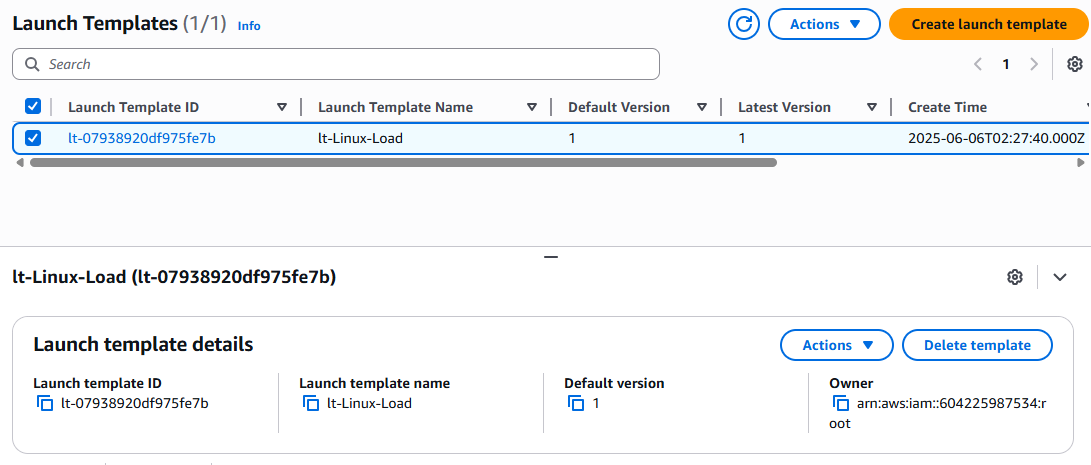 Launch Templates (1/1) Info
Actions
Create launch template
Search
1
Launch Template ID Launch Template Name Default Version Latest Version Create Time
lt-07938920df975fe7b lt-Linux-Load 1 1 2025-06-06T02:27:40.000Z
lt-Linux-Load (lt-07938920df975fe7b)
Launch template details
Actions
Delete template
Launch template ID Launch template name Default version Owner
lt-07938920df975fe7b lt-Linux-Load 1 arn:aws:iam::604225987534:r
oot